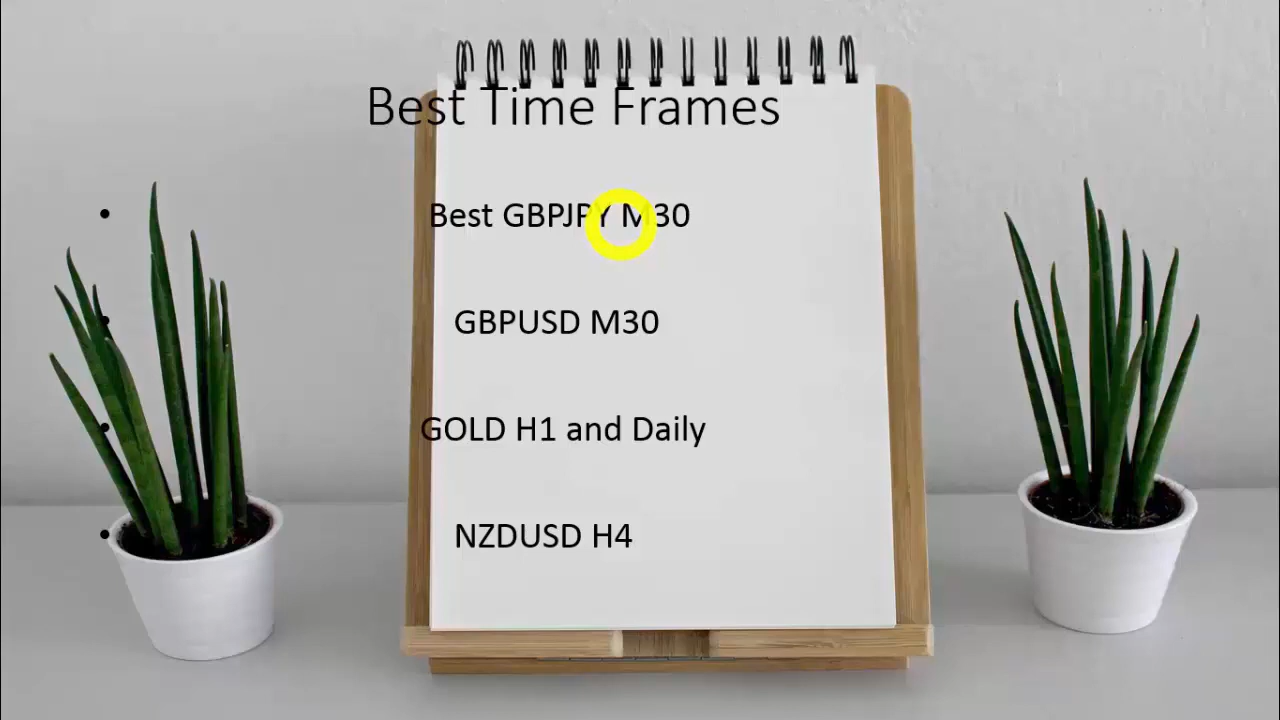 Best Time Frames
• Best GBPJPY M30
• GBPUSD M30
• GOLD H1 and Daily
• NZDUSD H4